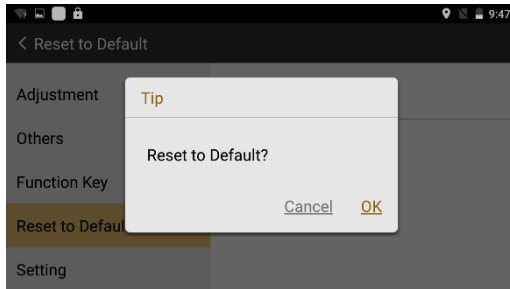 9:47
Reset to Default
Adjustment
Tip
Others
Reset to Default?
Function Key
Cancel OK
Reset to Defaul
Setting